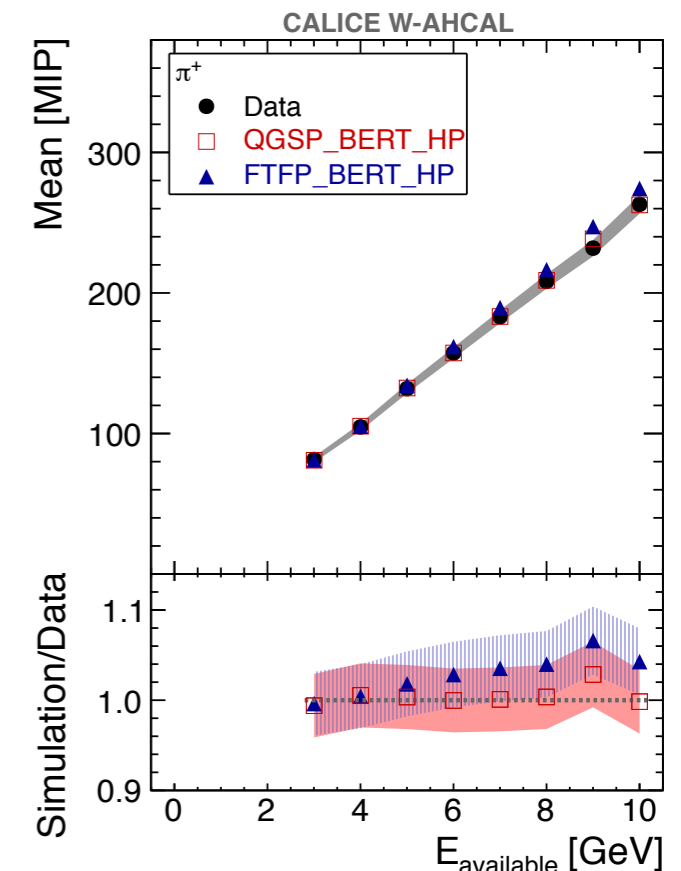 CALICE W-AHCAL
Mean [MIP]
π+
Data
QGSP_BERT_HP
FTFP_BERT_HP
300
200
100
Simulation/Data
1.1
1.0
0.9
0 2 4 6 8 10
E_available [GeV]